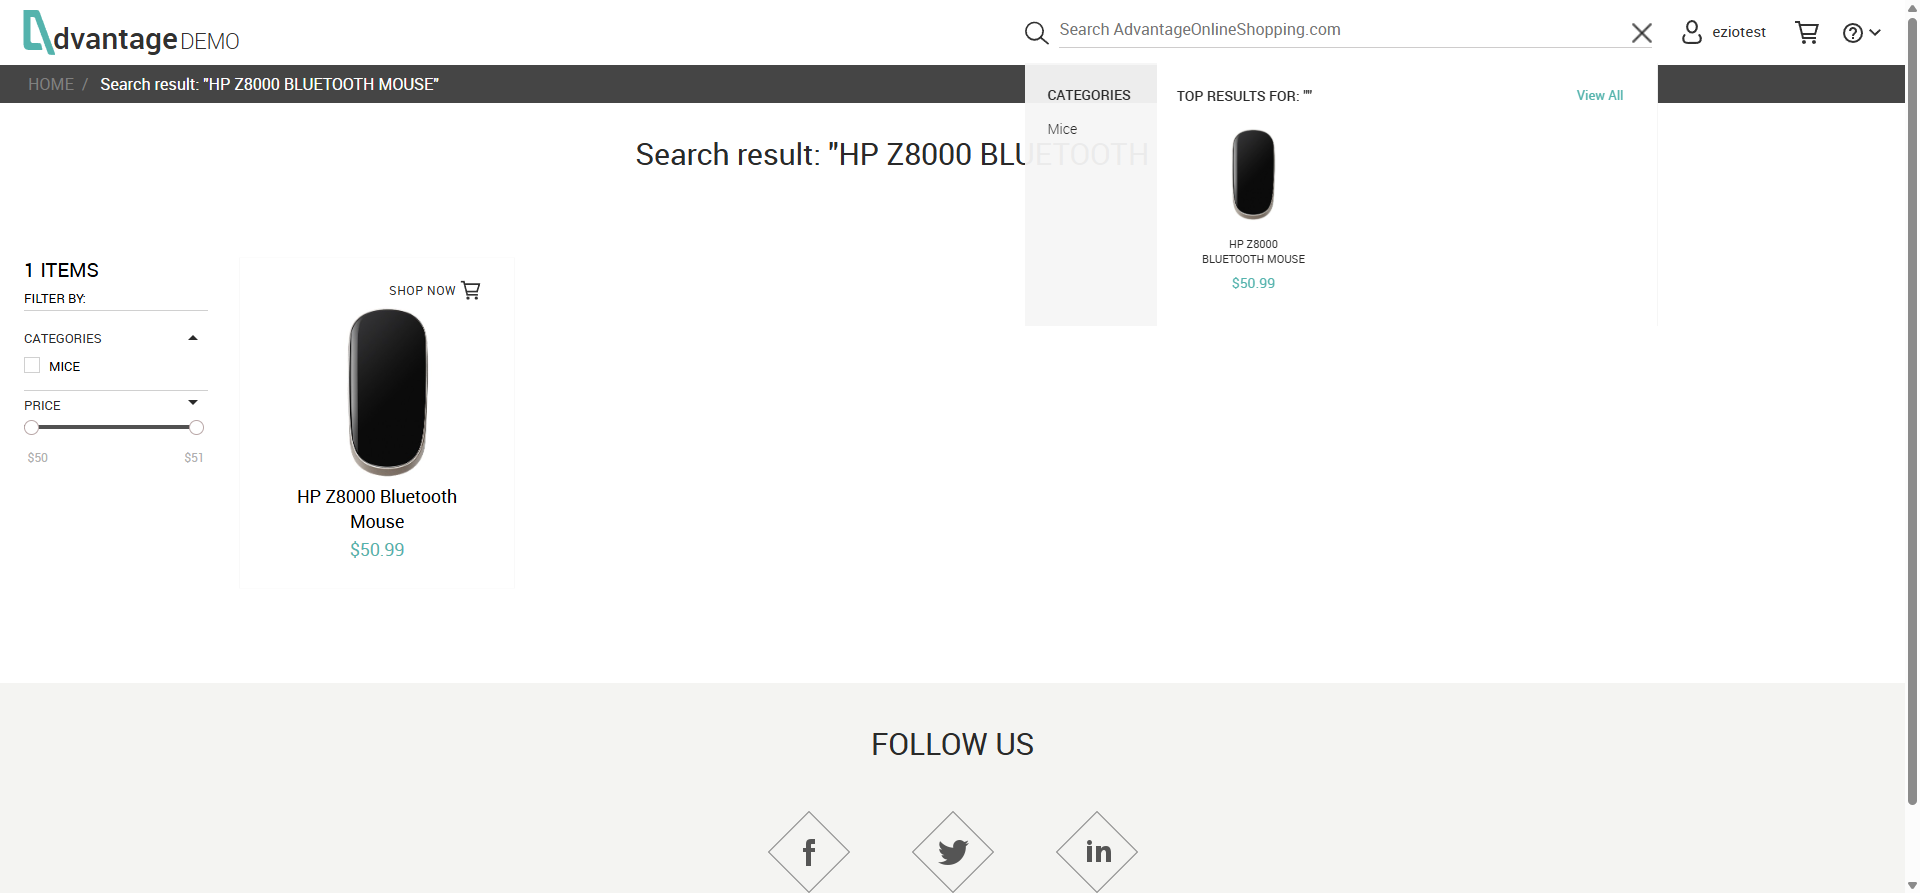 dvantage DEMO
Search AdvantageOnlineShopping.com
eziotest
HOME / Search result: "HP Z8000 BLUETOOTH MOUSE"
CATEGORIES
Mice
TOP RESULTS FOR: ""
View All
HP Z8000
BLUETOOTH MOUSE
$50.99
Search result: "HP Z8000 BLUETOOTH
1 ITEMS
FILTER BY:
CATEGORIES
MICE
PRICE
$50 $51
SHOP NOW
HP Z8000 Bluetooth
Mouse
$50.99
FOLLOW US
f
in